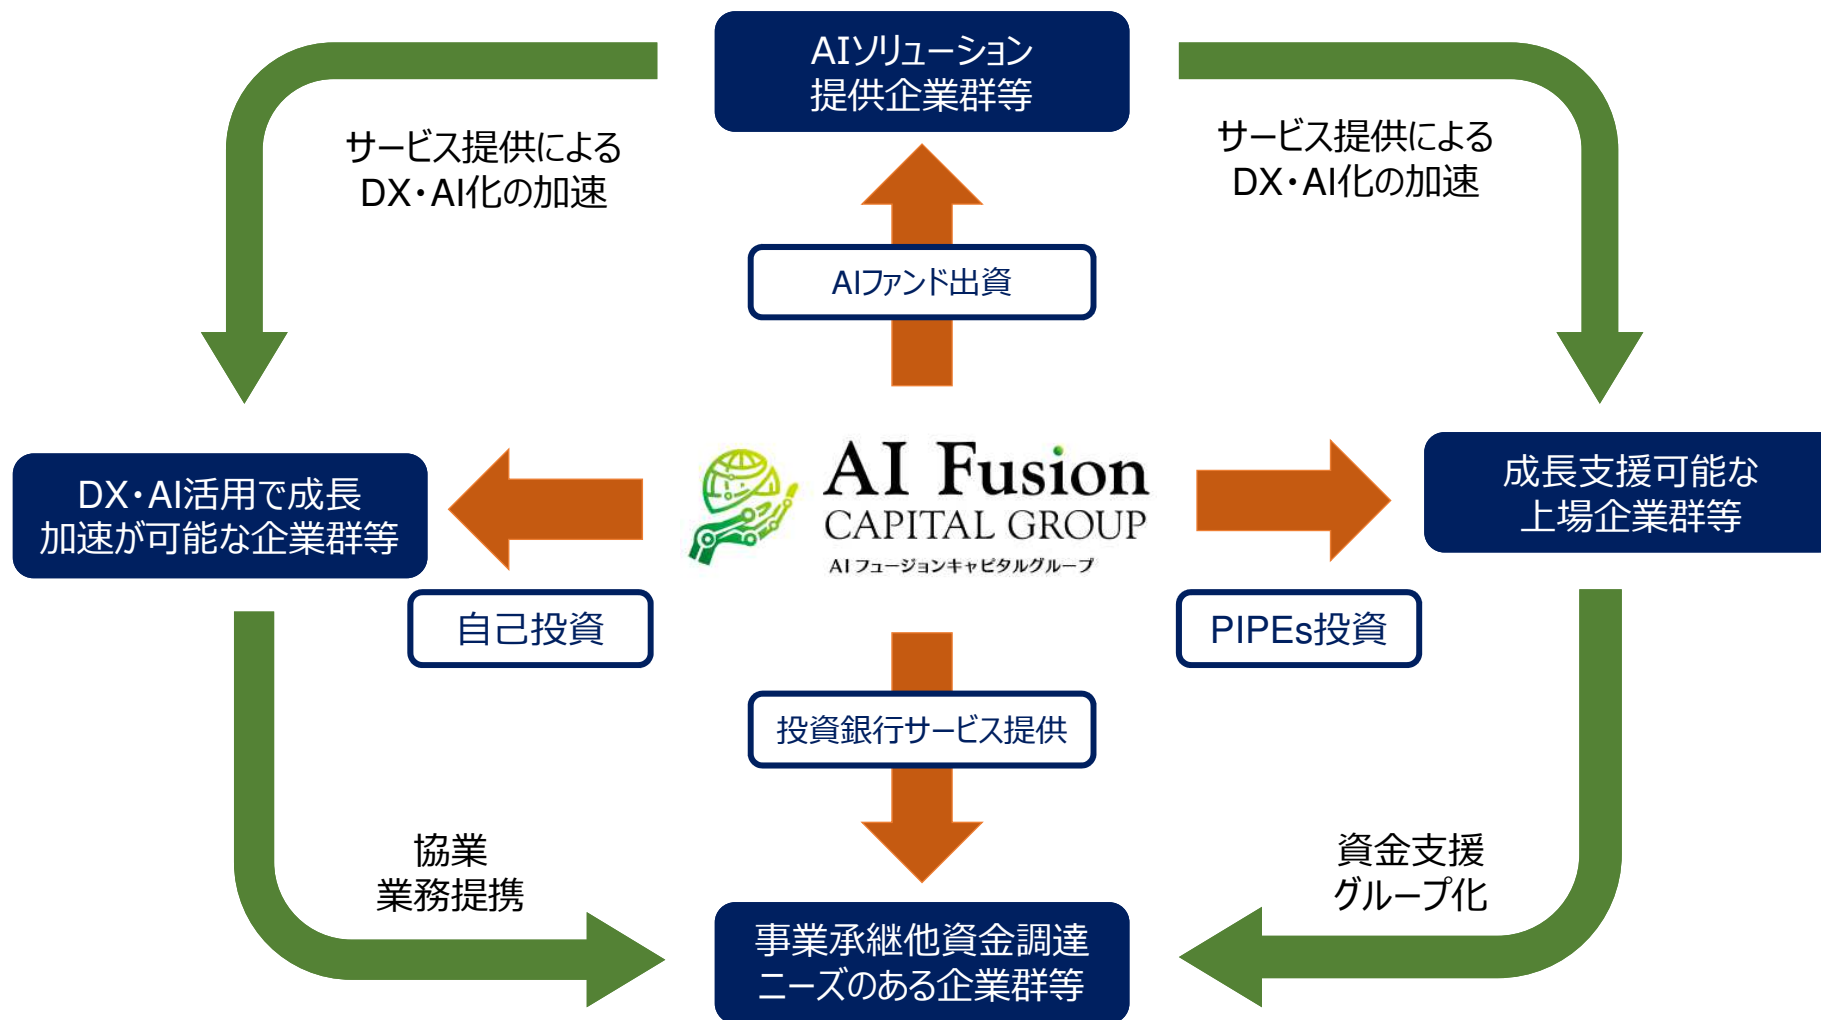 AIソリューション
提供企業群等
サービス提供による
DX・AI化の加速
サービス提供による
DX・AI化の加速
AIファンド出資
DX・AI活用で成長
加速が可能な企業群等
AI Fusion
CAPITAL GROUP
AIフュージョンキャピタルグループ
成長支援可能な
上場企業群等
自己投資
PIPEs投資
投資銀行サービス提供
協業
業務提携
資金支援
グループ化
事業承継他資金調達
ニーズのある企業群等